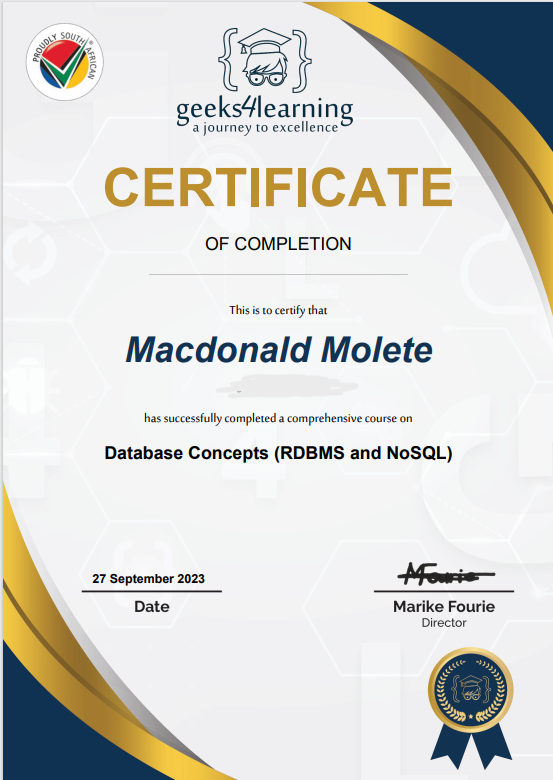 PROUDLY SOUTH AFRICAN
geeks4learning
a journey to excellence
CERTIFICATE
OF COMPLETION
This is to certify that
Macdonald Molete
has successfully completed a comprehensive course on
Database Concepts (RDBMS and NoSQL)
27 September 2023
Date
MFourie
Marike Fourie
Director